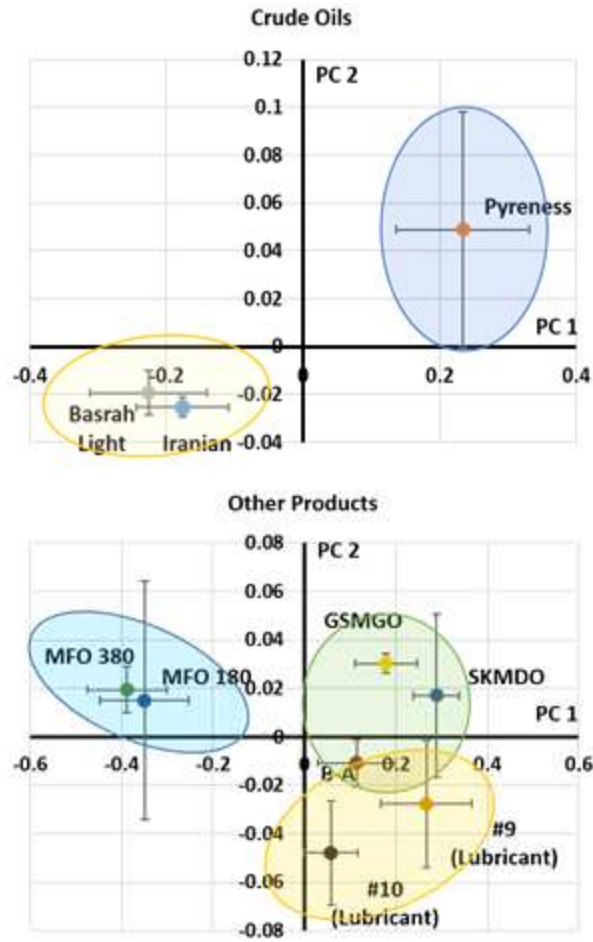 Crude Oils
0.12
PC 2
0.1
0.08
0.06
Pyreness
0.04
0.02
PC 1
0
-0.4
-0.2
0
0.2
0.4
-0.02
Basrah
Light
Iranian
-0.04
Other Products
0.08
PC 2
0.06
GSMGO
0.04
MFO 380
MFO 180
SKMDO
0.02
PC 1
0
-0.6
-0.4
-0.2
0
0.2
0.4
0.6
B-A
-0.02
#9
(Lubricant)
-0.04
#10
(Lubricant)
-0.06
-0.08